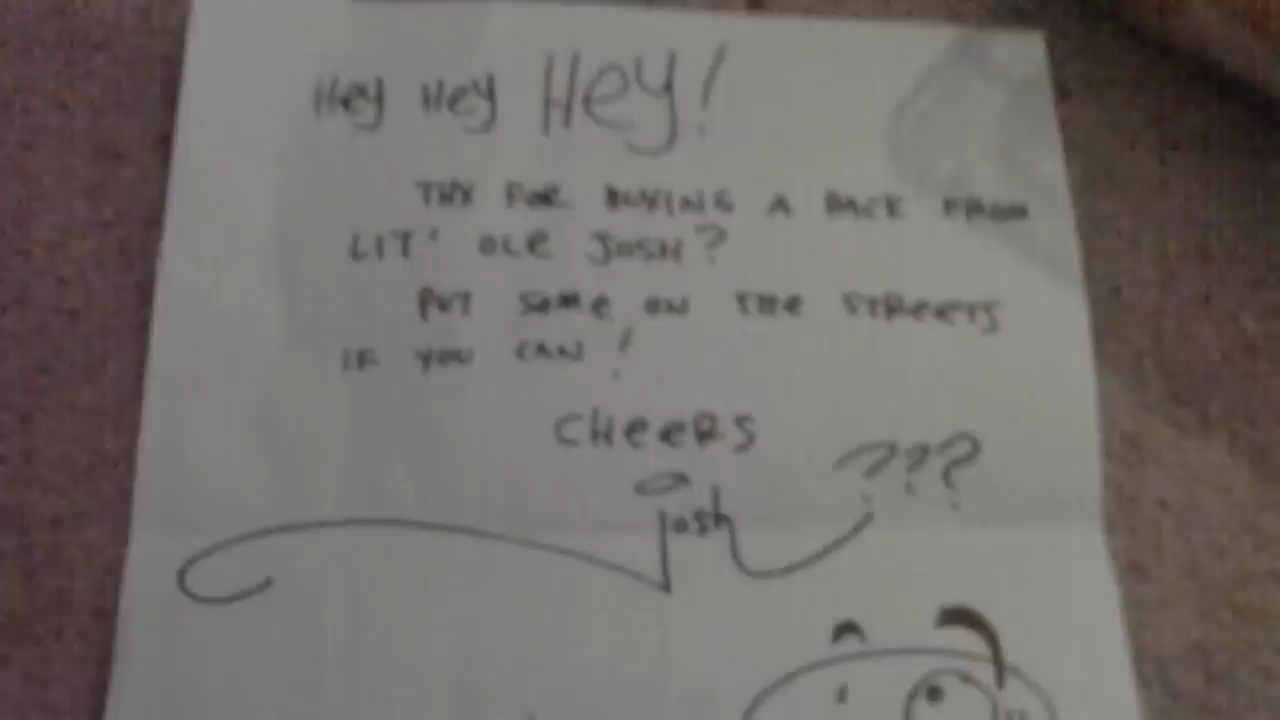 Hey Hey Hey!
THX FOR BUYING A PACK FROM
LIT' OLE JOSH?
PUT SOME ON THE STREETS
IF YOU CAN!
CHEERS
???
josh